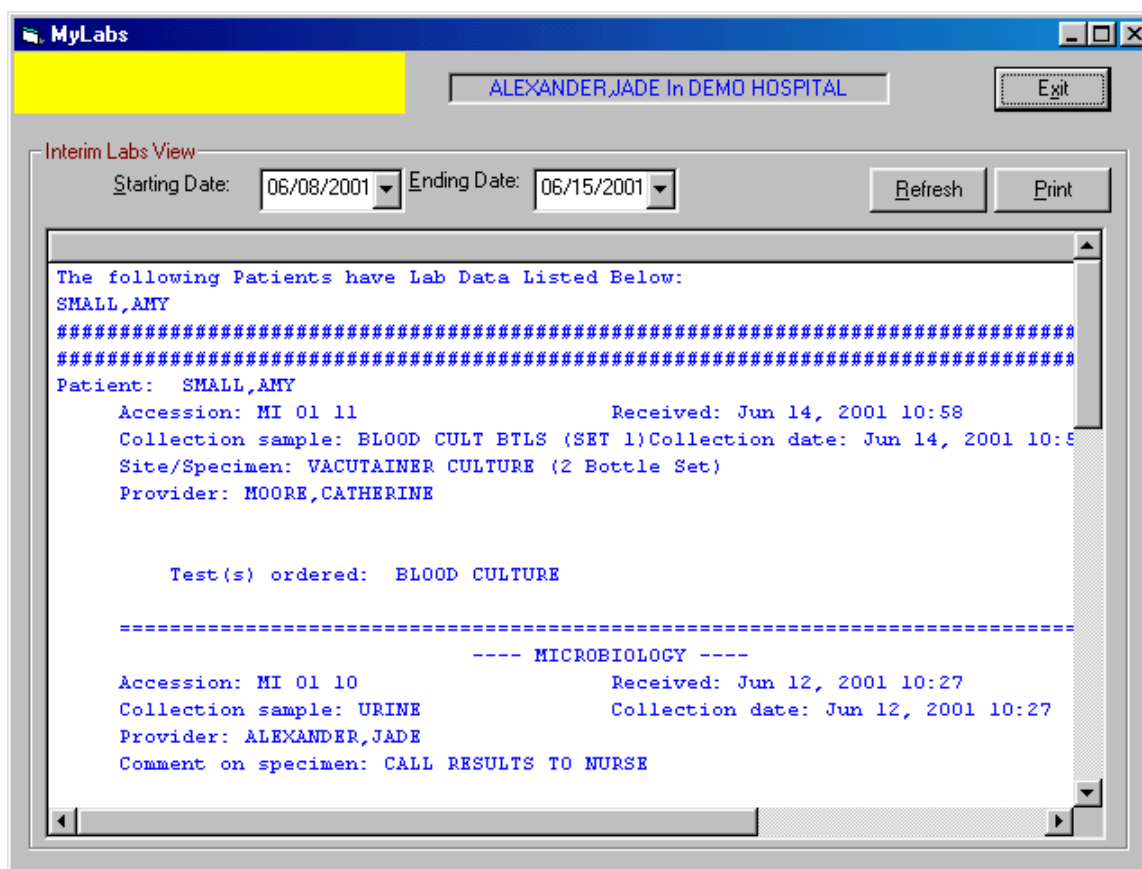 MyLabs
ALEXANDER,JADE In DEMO HOSPITAL
Exit
Interim Labs View
Starting Date: 06/08/2001 Ending Date: 06/15/2001 Refresh Print
The following Patients have Lab Data Listed Below:
SMALL,AMY
#################################################################################
#################################################################################
Patient:  SMALL,AMY
Accession: MI 01 11 Received: Jun 14, 2001 10:58
Collection sample: BLOOD CULT BTLS (SET 1)Collection date: Jun 14, 2001 10:5
Site/Specimen: VACUTAINER CULTURE (2 Bottle Set)
Provider: MOORE,CATHERINE
Test(s) ordered:  BLOOD CULTURE
============================================================================
---- MICROBIOLOGY ----
Accession: MI 01 10 Received: Jun 12, 2001 10:27
Collection sample: URINE Collection date: Jun 12, 2001 10:27
Provider: ALEXANDER,JADE
Comment on specimen: CALL RESULTS TO NURSE